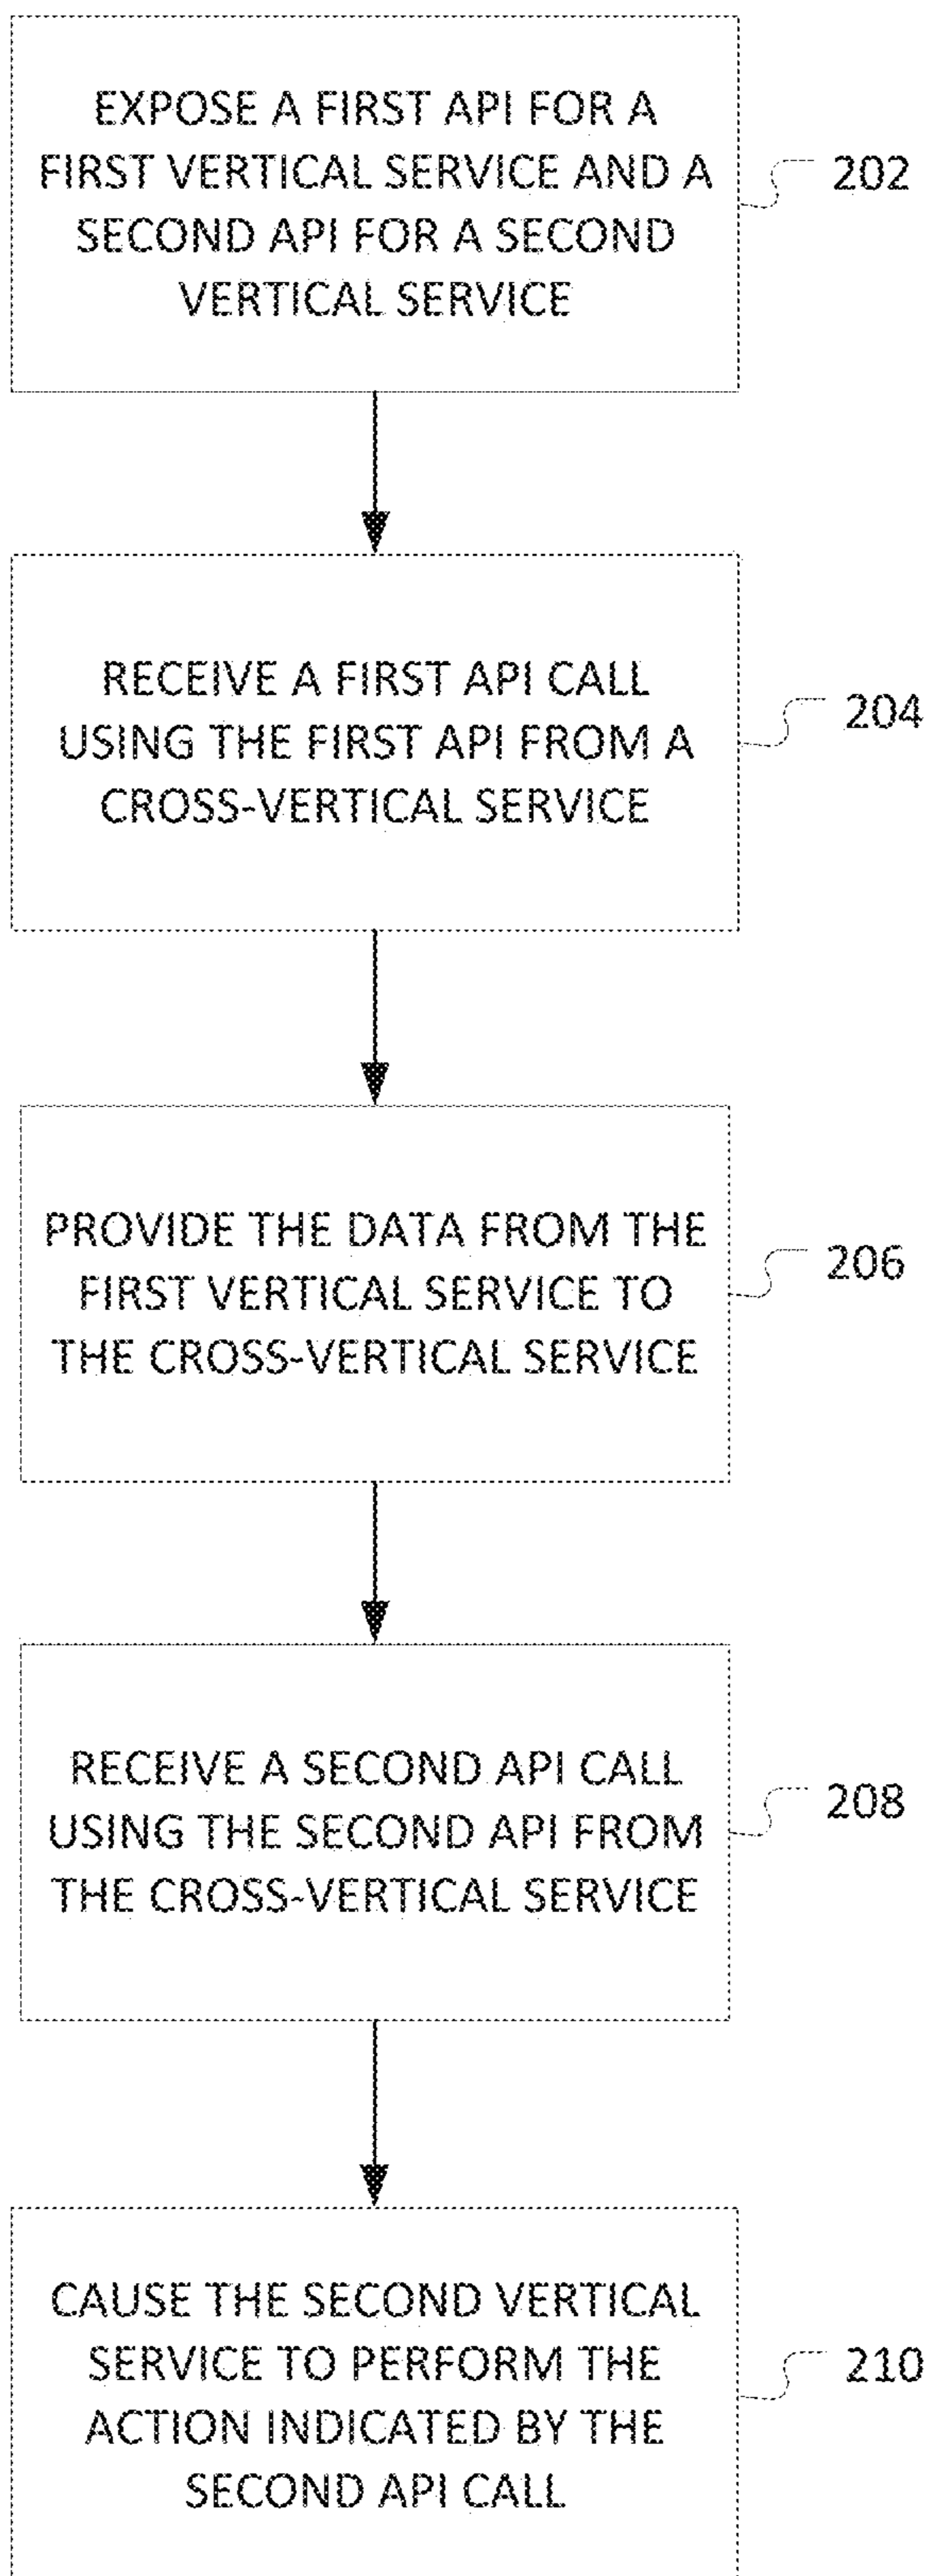 EXPOSE A FIRST API FOR A
FIRST VERTICAL SERVICE AND A
SECOND API FOR A SECOND
VERTICAL SERVICE
202
RECEIVE A FIRST API CALL
USING THE FIRST API FROM A
CROSS-VERTICAL SERVICE
204
PROVIDE THE DATA FROM THE
FIRST VERTICAL SERVICE TO
THE CROSS-VERTICAL SERVICE
206
RECEIVE A SECOND API CALL
USING THE SECOND API FROM
THE CROSS-VERTICAL SERVICE
208
CAUSE THE SECOND VERTICAL
SERVICE TO PERFORM THE
ACTION INDICATED BY THE
SECOND API CALL
210